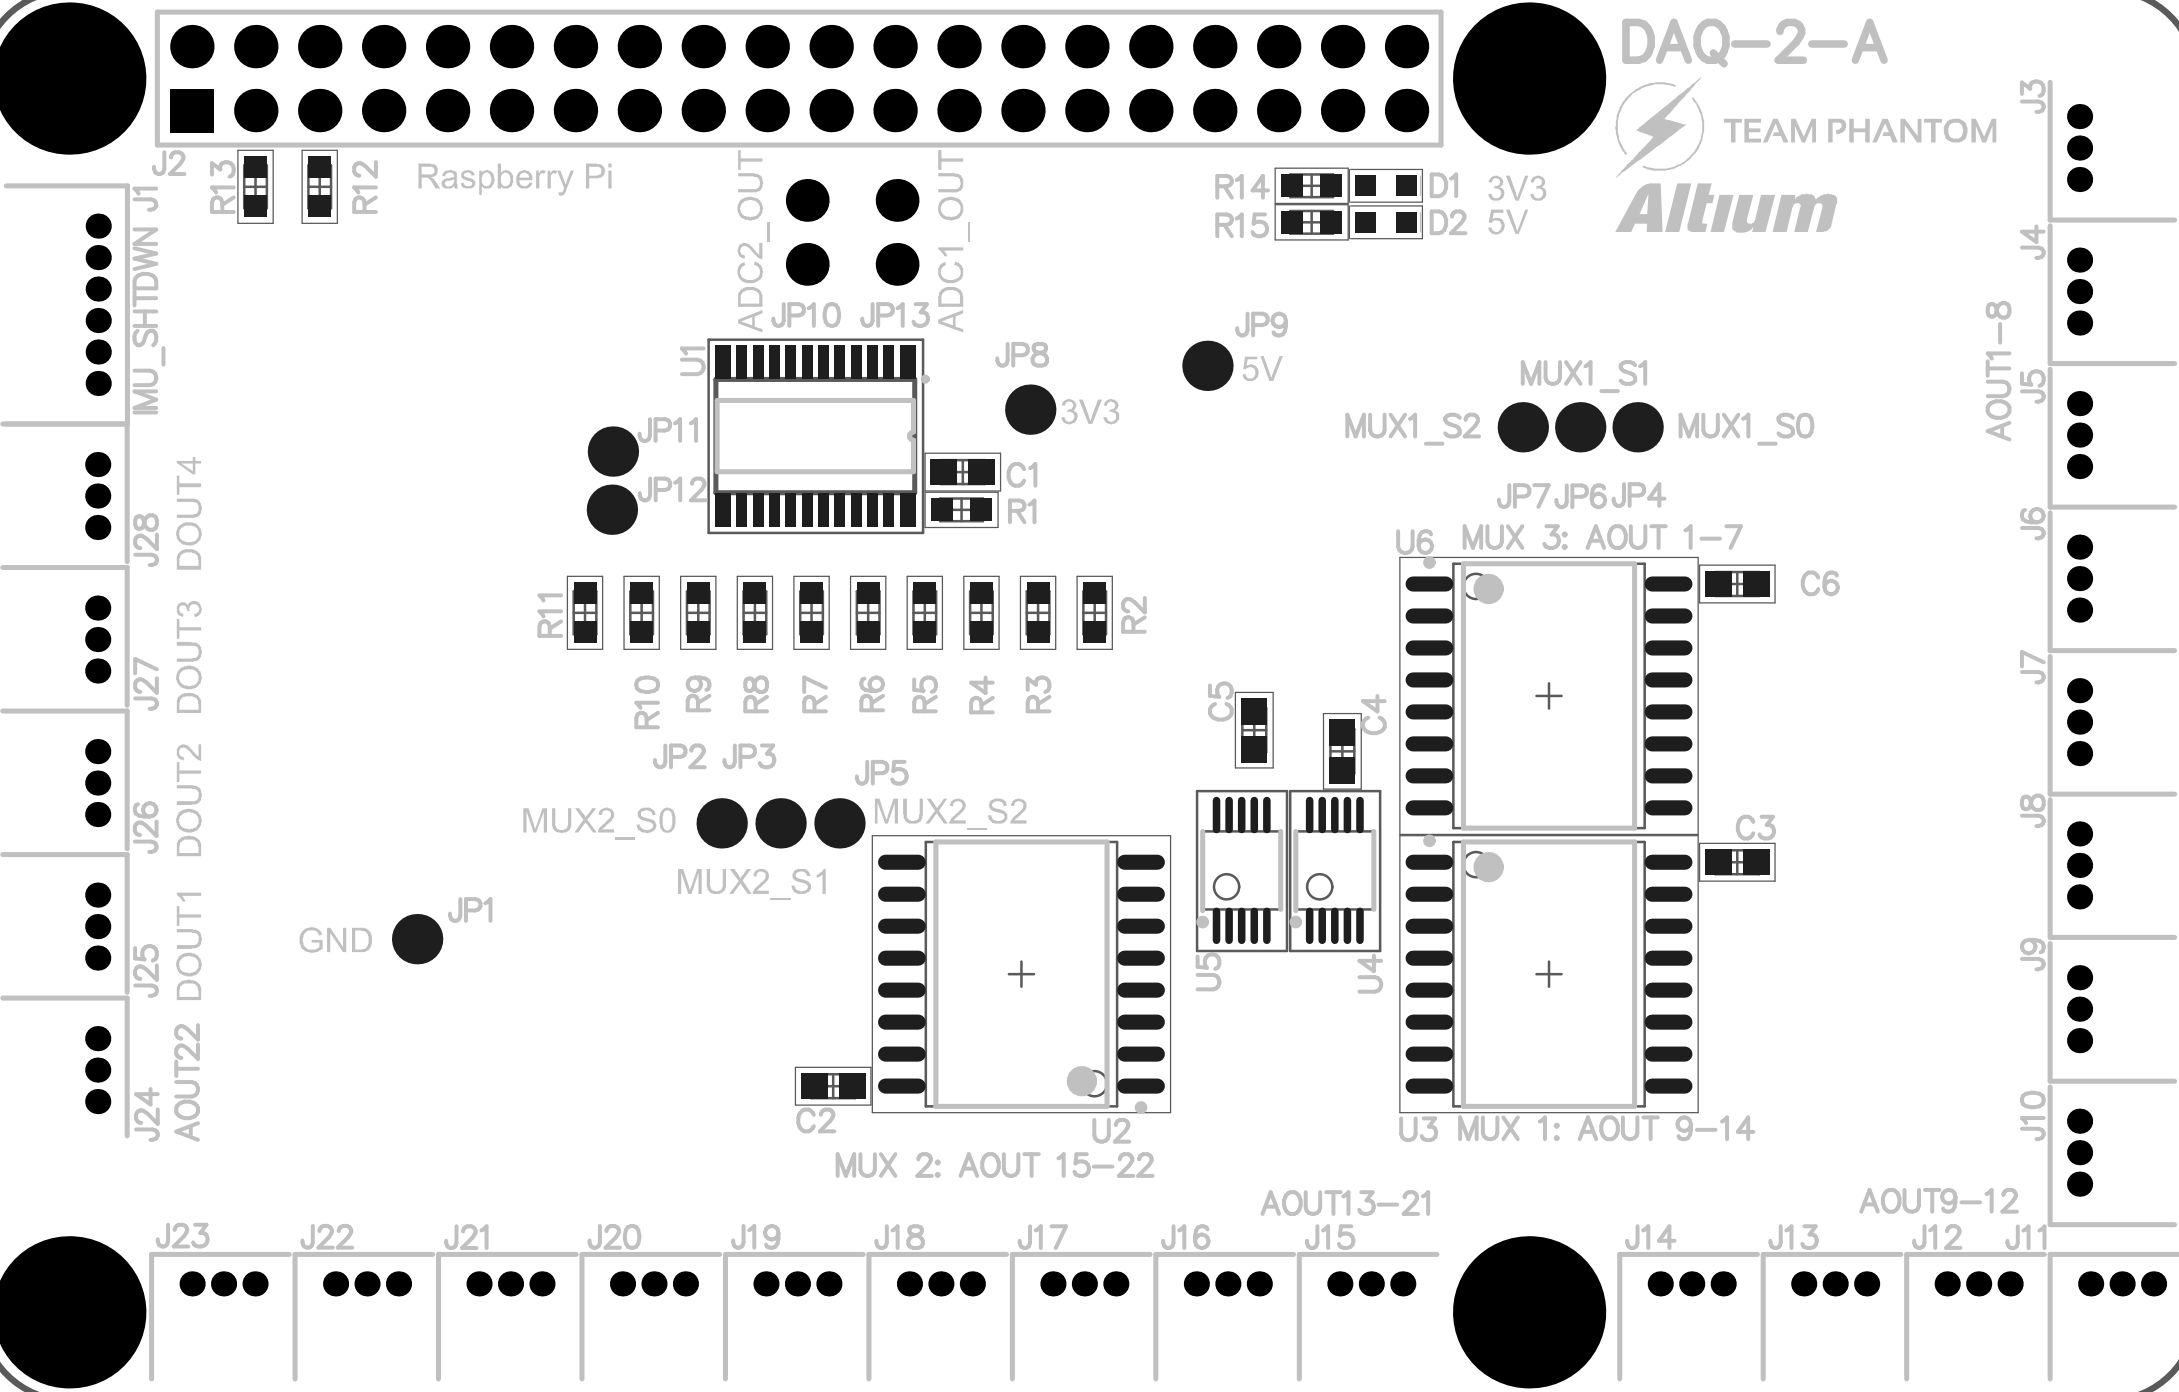 DAQ-2-A
TEAM PHANTOM
Altium
J2
R13
R12
Raspberry Pi
ADC2_OUT
ADC1_OUT
JP10
JP13
R14
D1
3V3
R15
D2
5V
J3
J4
J5
J6
J7
J8
J9
J10
AOUT1-8
J1
IMU_SHTDWN
U1
JP8
3V3
JP9
5V
JP11
JP12
C1
R1
MUX1_S1
MUX1_S2
MUX1_S0
JP7
JP6
JP4
U6
MUX 3: AOUT 1-7
C6
J28
DOUT4
J27
DOUT3
J26
DOUT2
J25
DOUT1
J24
AOUT22
R11
R2
R10
R9
R8
R7
R6
R5
R4
R3
C5
C4
JP2
JP3
JP5
MUX2_S0
MUX2_S2
MUX2_S1
C3
GND
JP1
U5
U4
C2
U2
MUX 2: AOUT 15-22
U3
MUX 1: AOUT 9-14
AOUT13-21
AOUT9-12
J23
J22
J21
J20
J19
J18
J17
J16
J15
J14
J13
J12
J11